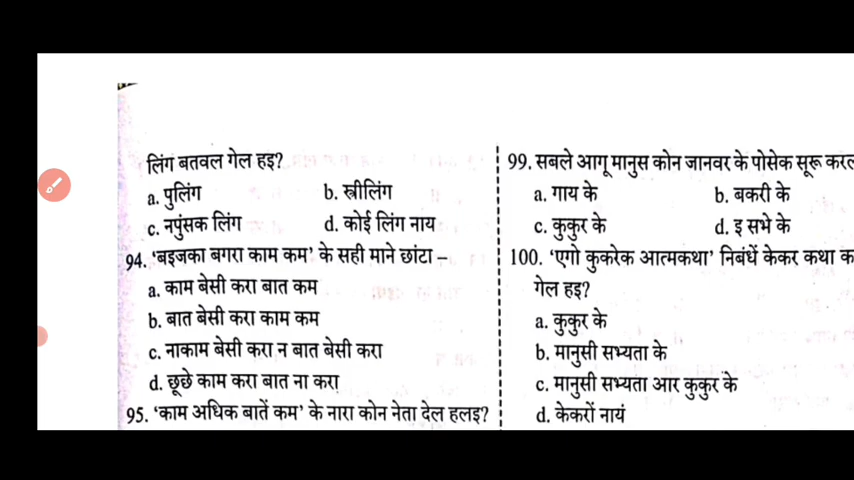 लिंग बतवल गेल हइ?
a. पुलिंग b. स्त्रीलिंग
c. नपुंसक लिंग d. कोई लिंग नाय
94. 'बइजका बगरा काम कम' के सही माने छांटा –
a. काम बेसी करा बात कम
b. बात बेसी करा काम कम
c. नाकाम बेसी करा न बात बेसी करा
d. छूछे काम करा बात ना करा
95. 'काम अधिक बातें कम' के नारा कोन नेता देल हलइ?
99. सबले आगू मानुस कोन जानवर के पोसेक सूरू करल
a. गाय के b. बकरी के
c. कुकुर के d. इ सभे के
100. 'एगो कुकरेक आत्मकथा' निबंधें केकर कथा क
गेल हइ?
a. कुकुर के
b. मानुसी सभ्यता के
c. मानुसी सभ्यता आर कुकुर के
d. केकरों नायं